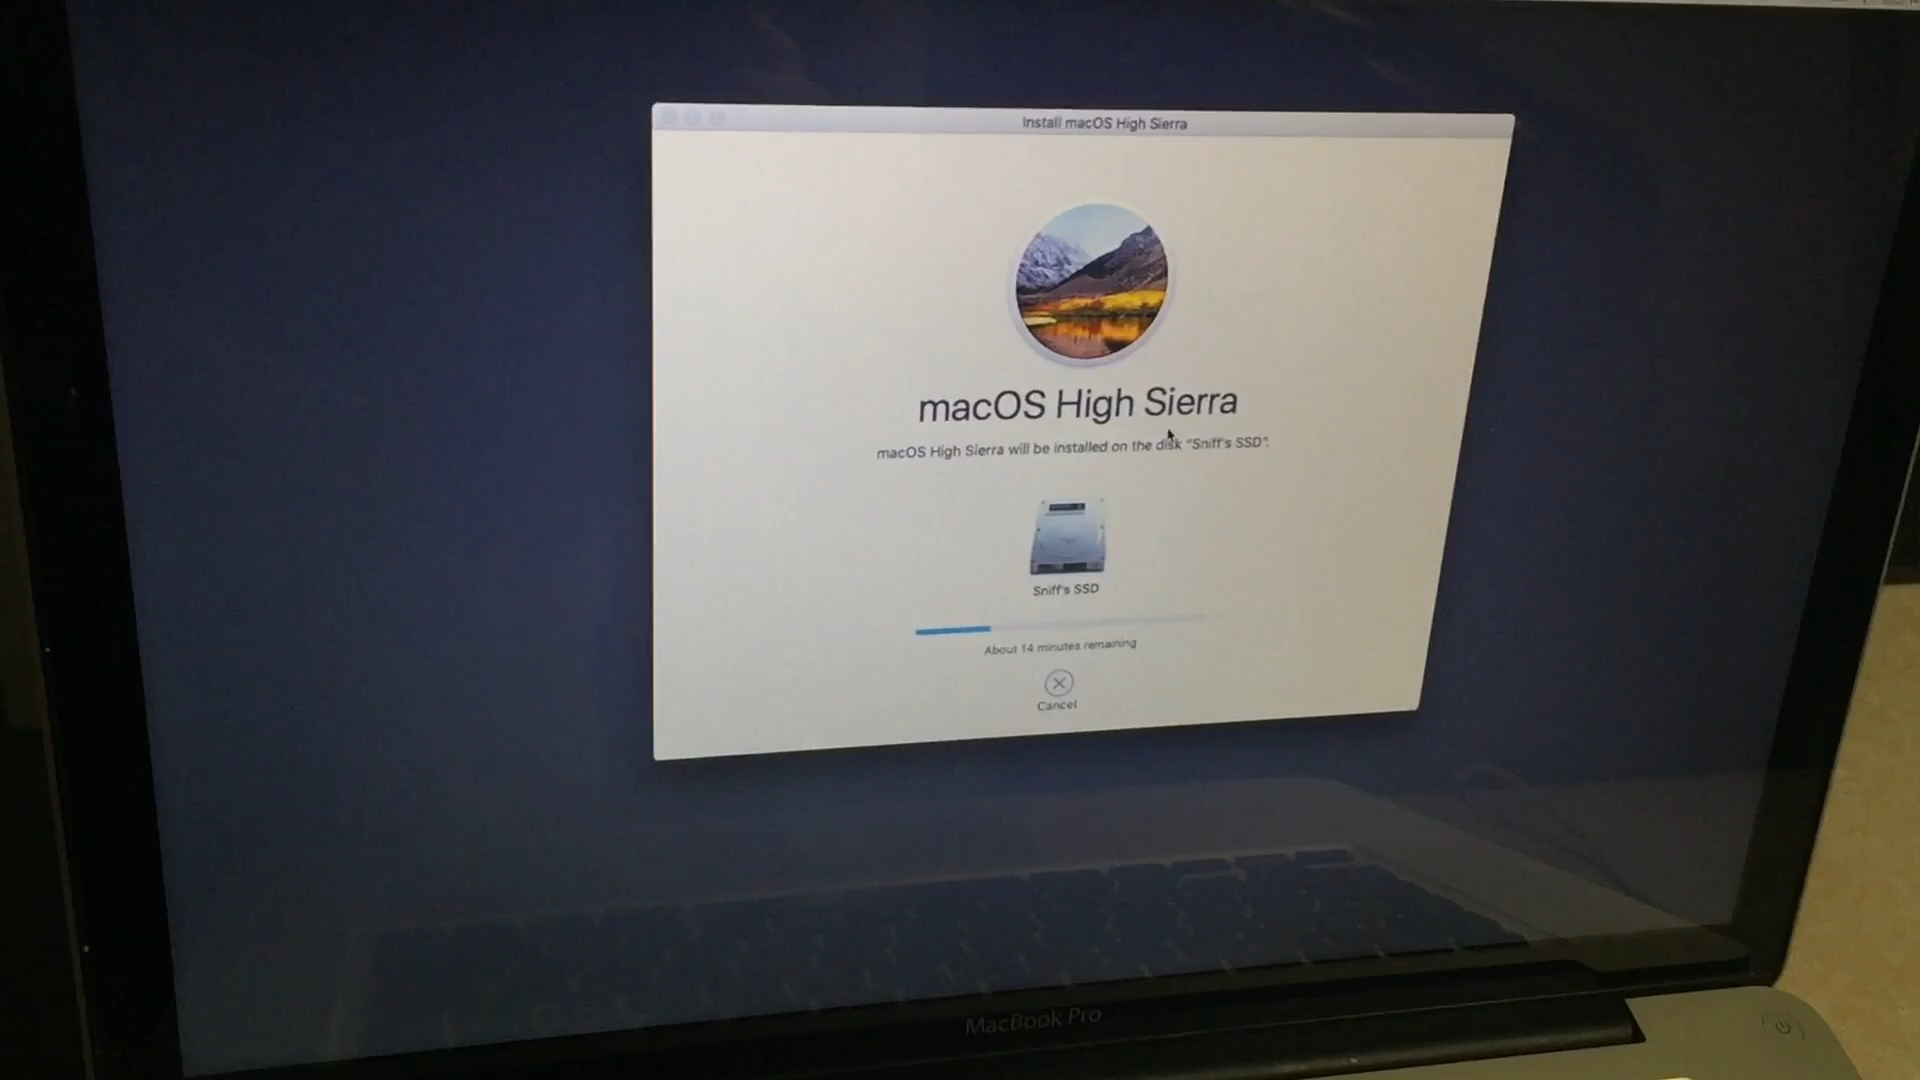 Install macOS High Sierra
macOS High Sierra
macOS High Sierra will be installed on the disk “Sniff's SSD”.
Sniff's SSD
About 14 minutes remaining
Cancel
MacBook Pro